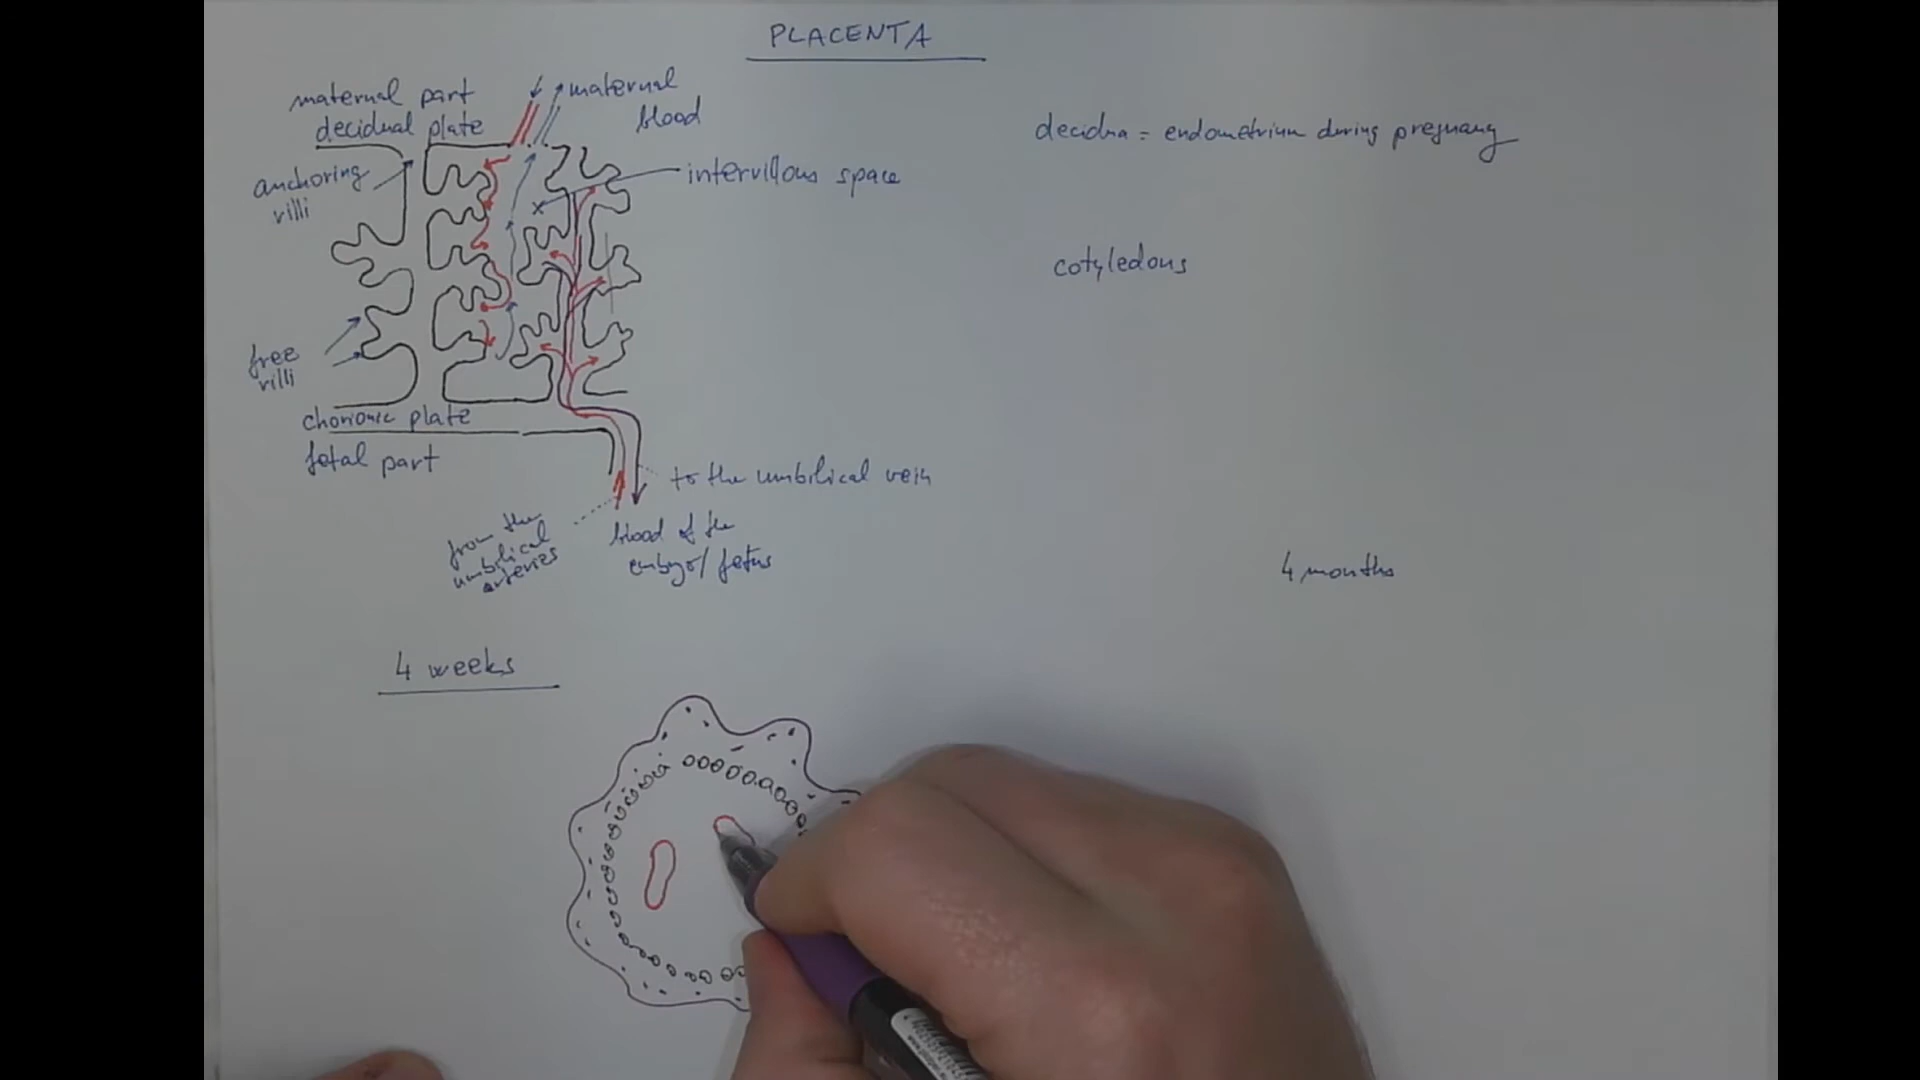 PLACENTA
maternal part
decidual plate
maternal
blood
anchoring
villi
intervillous space
decidua = endometrium during pregnancy
cotyledons
free
villi
chorionic plate
fetal part
to the umbilical vein
from the
umbilical
arteries
blood of the
embryo/fetus
4 months
4 weeks